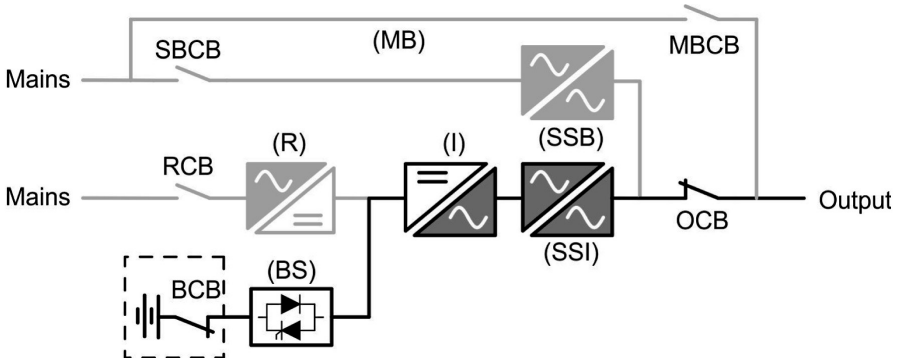 (MB)
MBCB
SBCB
Mains
(SSB)
(R)
(I)
RCB
Mains
Output
OCB
(SSI)
(BS)
BCB